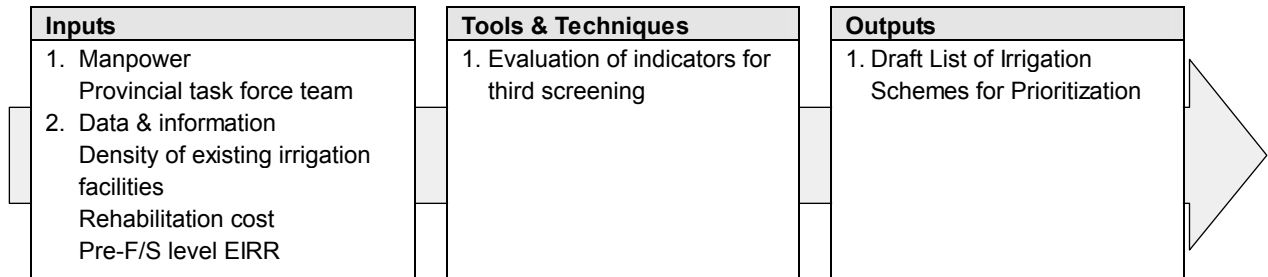 Inputs
1. Manpower
Provincial task force team
2. Data & information
Density of existing irrigation
facilities
Rehabilitation cost
Pre-F/S level EIRR
Tools & Techniques
1. Evaluation of indicators for
third screening
Outputs
1. Draft List of Irrigation
Schemes for Prioritization